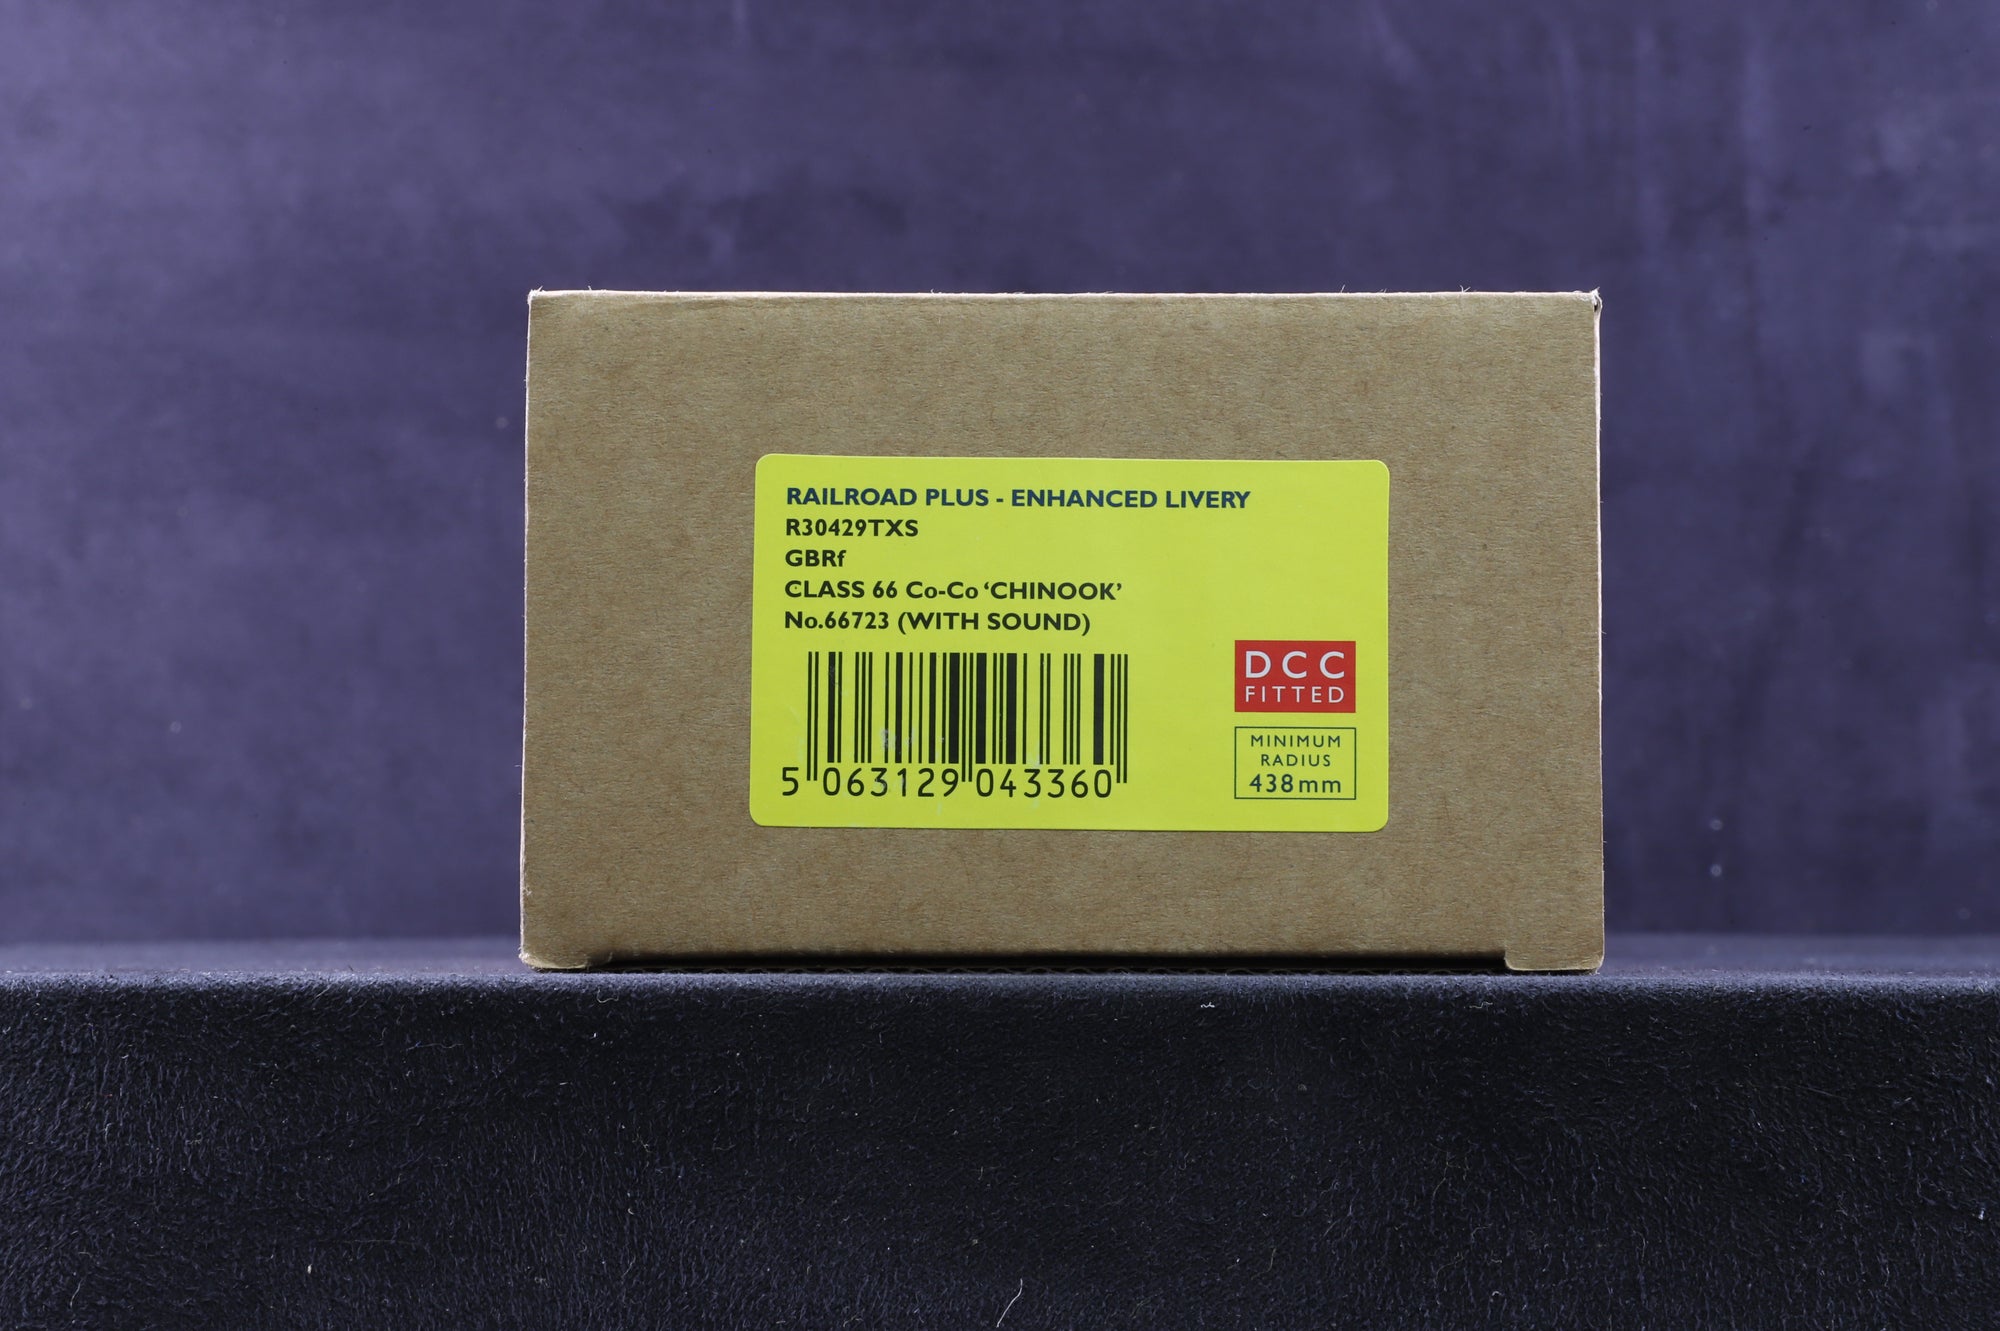 RAILROAD PLUS - ENHANCED LIVERY
R30429TXS
GBRf
CLASS 66 Co-Co ‘CHINOOK’
No.66723 (WITH SOUND)
5 063129 043360
DCC
FITTED
MINIMUM
RADIUS
438mm